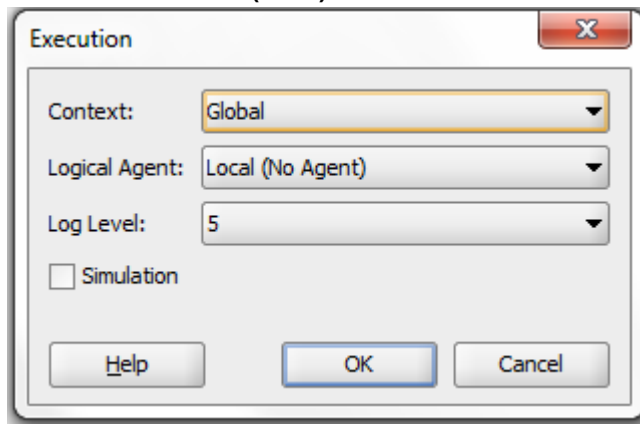 Execution
Context: Global
Logical Agent: Local (No Agent)
Log Level: 5
Simulation
Help OK Cancel